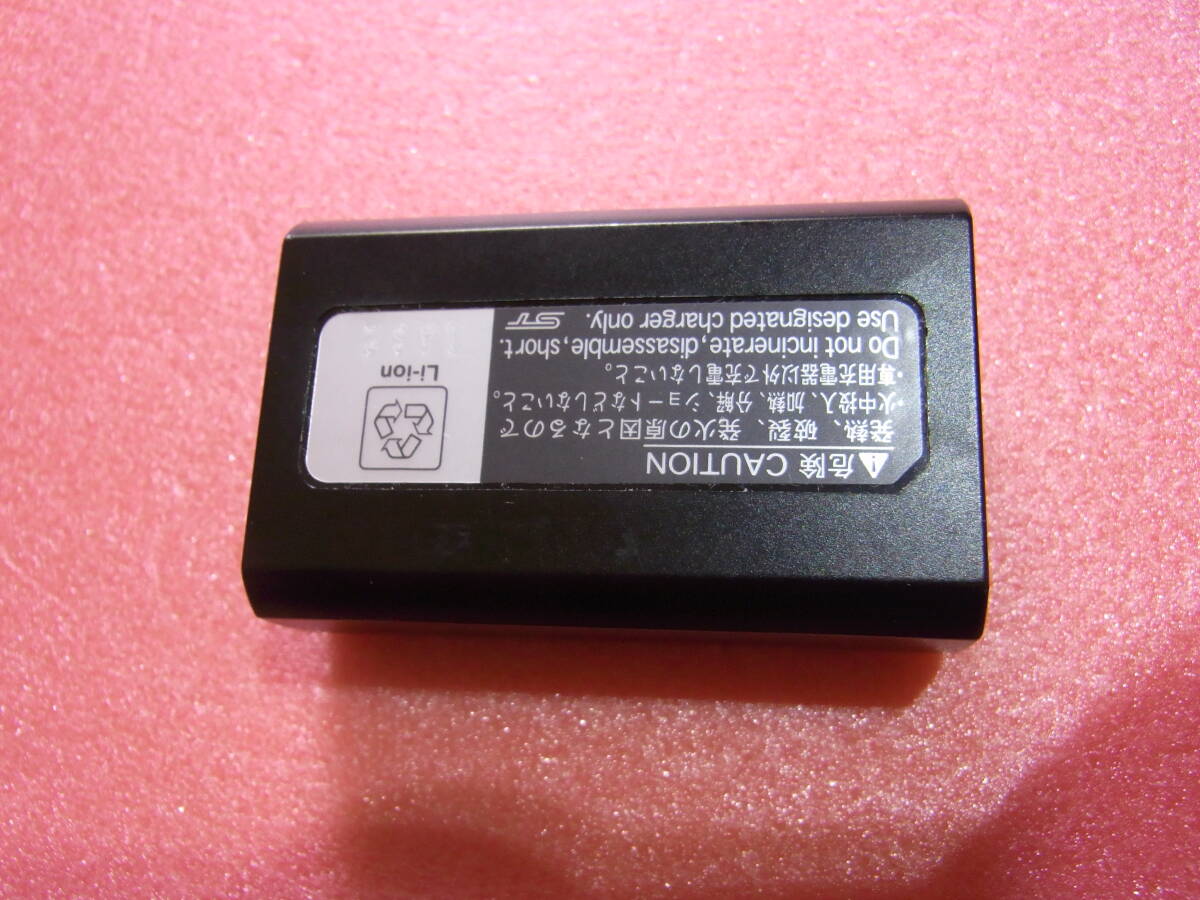 危険 CAUTION
発熱、破裂、発火の原因となるので
・火中投入、加熱、分解、ショートなどしないこと。
・専用充電器以外で充電しないこと。
Do not incinerate, disassemble, short.
Use designated charger only. ST
Li-ion